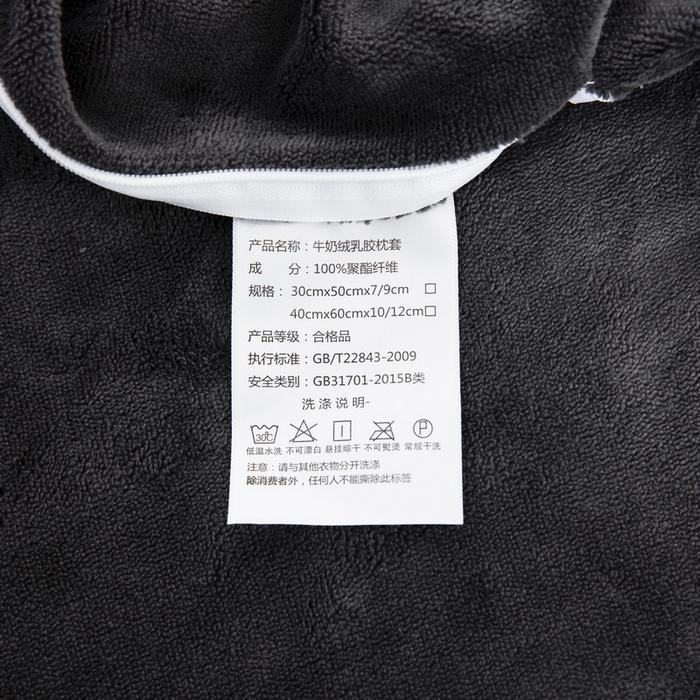 产品名称：牛奶绒乳胶枕套
成　　分：100%聚酯纤维
规格： 30cmx50cmx7/9cm □
40cmx60cmx10/12cm□
产品等级：合格品
执行标准：GB/T22843-2009
安全类别：GB31701-2015B类
洗 涤 说 明-
30℃ P
低温水洗 不可漂白 悬挂晾干 不可熨烫 常规干洗
注意：请与其他衣物分开洗涤
除消费者外，任何人不能撕除此标签